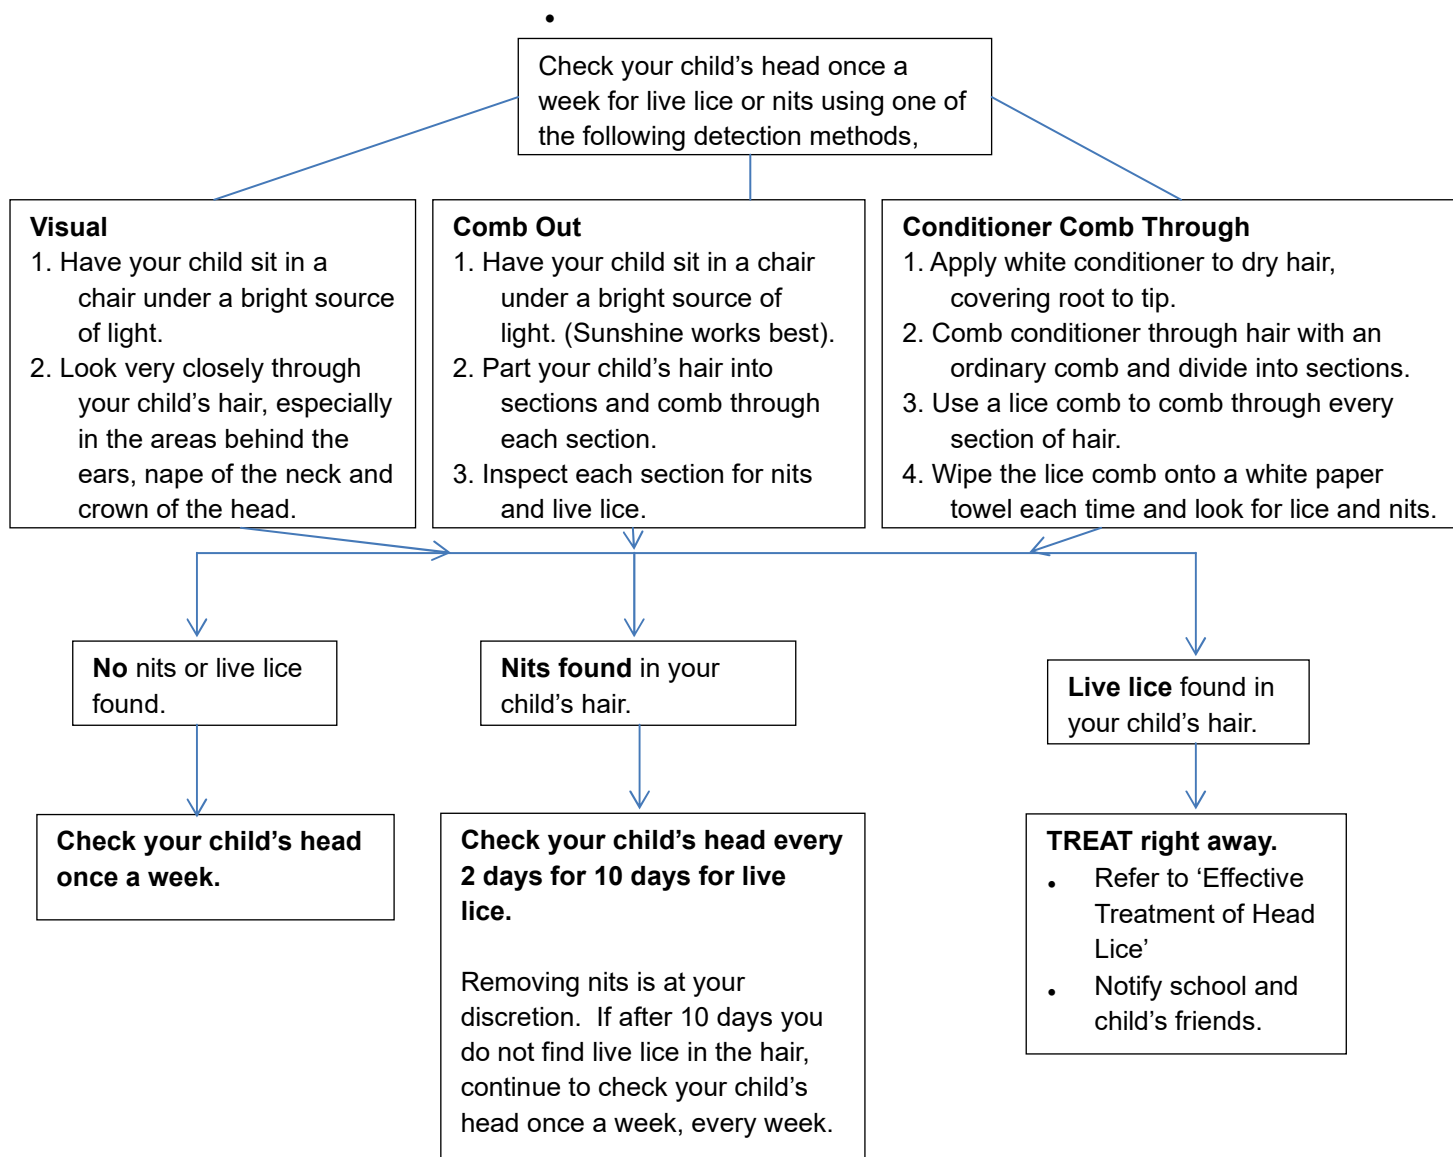 •
Check your child’s head once a
week for live lice or nits using one of
the following detection methods,
Visual
1. Have your child sit in a
chair under a bright source
of light.
2. Look very closely through
your child’s hair, especially
in the areas behind the
ears, nape of the neck and
crown of the head.
Comb Out
1. Have your child sit in a chair
under a bright source of
light. (Sunshine works best).
2. Part your child’s hair into
sections and comb through
each section.
3. Inspect each section for nits
and live lice.
Conditioner Comb Through
1. Apply white conditioner to dry hair,
covering root to tip.
2. Comb conditioner through hair with an
ordinary comb and divide into sections.
3. Use a lice comb to comb through every
section of hair.
4. Wipe the lice comb onto a white paper
towel each time and look for lice and nits.
No nits or live lice
found.
Nits found in your
child’s hair.
Live lice found in
your child’s hair.
Check your child’s head
once a week.
Check your child’s head every
2 days for 10 days for live
lice.
Removing nits is at your
discretion.  If after 10 days you
do not find live lice in the hair,
continue to check your child’s
head once a week, every week.
TREAT right away.
• Refer to ‘Effective
Treatment of Head
Lice’
• Notify school and
child’s friends.